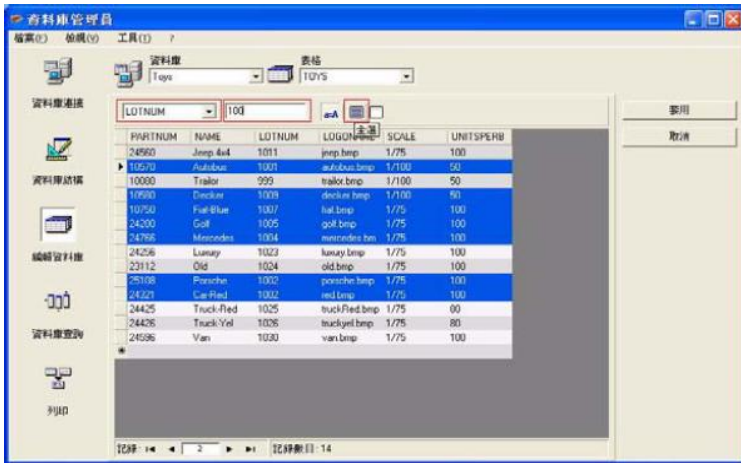 資料庫管理員
檔案(F) 檢視(V) 工具(T) ?
資料庫 表格
Toys TOYS
資料庫連接
LOTNUM 100
a=A
套用
主選
取消
PARTNUM NAME LOTNUM SCALE UNITSPERB
24560 Jeep 4x4 1011 jeep.bmp 1/75 100
10570 Autobus 1001 autobus.bmp 1/100 50
10080 Trailor 999 trailor.bmp 1/100 50
資料庫結構
10580 Decker 1009 decker.bmp 1/100 50
10750 Fiat-Blue 1007 fiat.bmp 1/75 100
24200 Golf 1005 golf.bmp 1/75 100
24766 Mercedes 1004 mercedes.bm 1/75 100
24256 Luxuay 1023 luxuay.bmp 1/75 100
編輯資料庫
23112 Old 1024 old.bmp 1/75 100
25108 Porsche 1002 porsche.bmp 1/75 100
24321 Car-Red 1002 red.bmp 1/75 100
24425 Truck-Red 1025 truckRed.bmp 1/75
24426 Truck-Yel 1026 truckyel.bmp 1/75 80
資料庫查詢
24596 Van 1030 van.bmp 1/75 100
列印
記錄: 2 記錄數目: 14